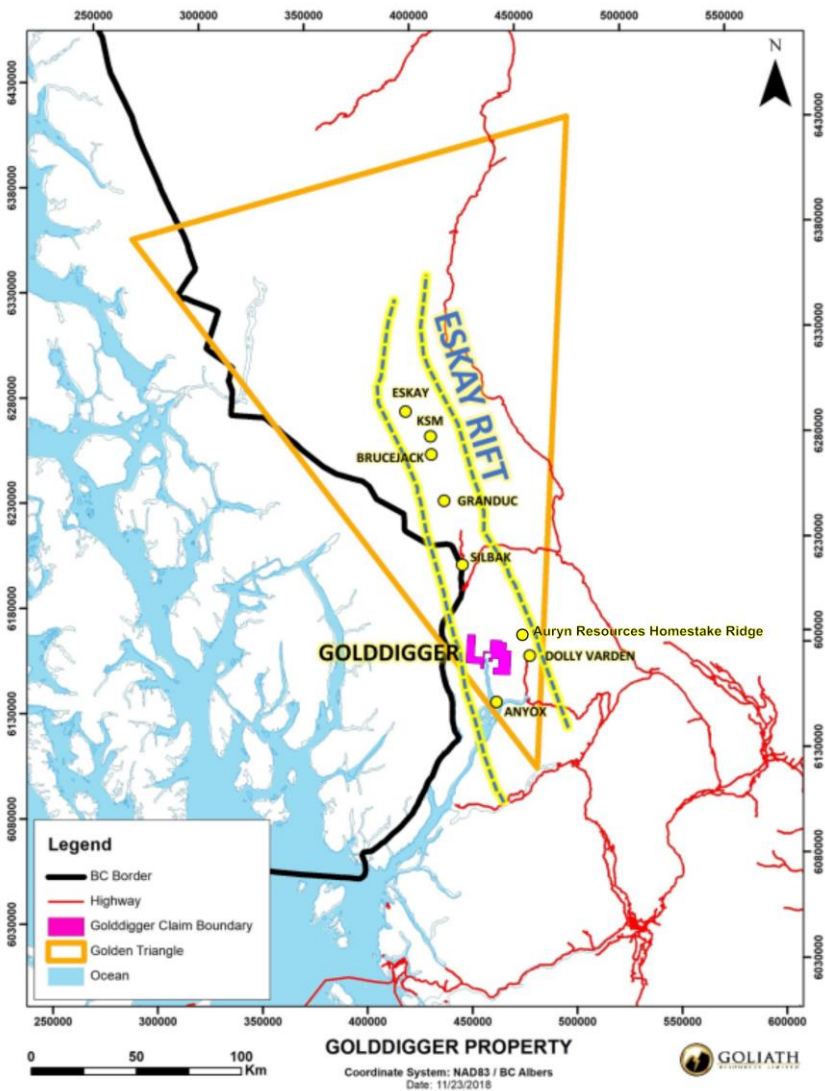 250000 300000 350000 400000 450000 500000 550000
N
6430000
6430000
6380000
6380000
6330000
6330000
ESKAY RIFT
ESKAY
6280000
KSM
6280000
BRUCEJACK
6230000
GRANDUC
6230000
SILBAK
6180000
6000000
Auryn Resources Homestake Ridge
GOLDDIGGER
DOLLY VARDEN
ANYOX
6130000
6130000
6080000
6080000
Legend
BC Border
Highway
Golddigger Claim Boundary
Golden Triangle
Ocean
6030000
6030000
250000 300000 350000 400000 450000 500000 550000 600000
0 50 100
Km
GOLDDIGGER PROPERTY
Coordinate System: NAD83 / BC Albers
Date: 11/23/2018
GOLIATH
RESOURCES LIMITED